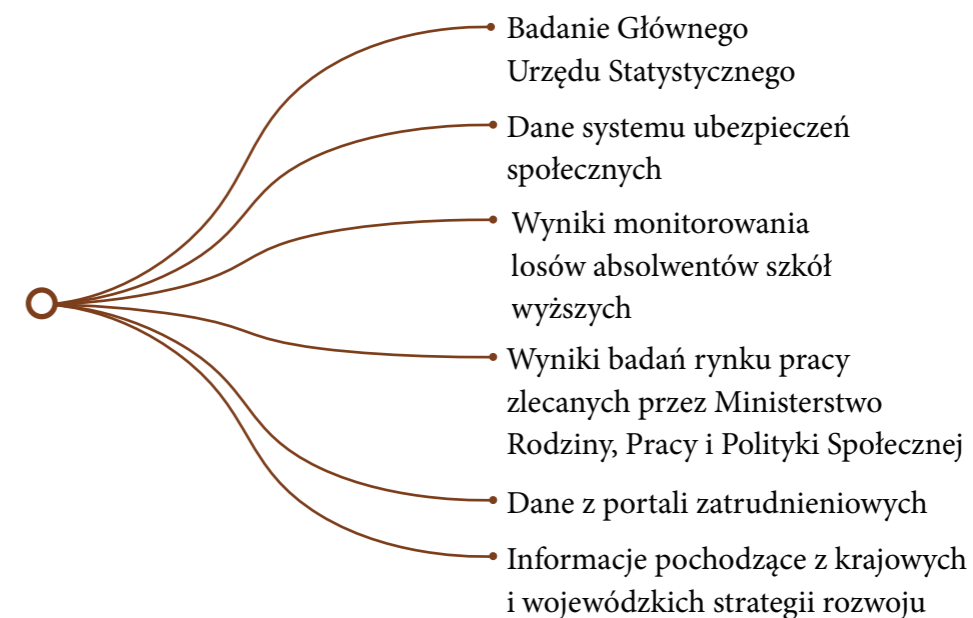 Badanie Głównego
Urzędu Statystycznego
Dane systemu ubezpieczeń
społecznych
Wyniki monitorowania
losów absolwentów szkół
wyższych
Wyniki badań rynku pracy
zlecanych przez Ministerstwo
Rodziny, Pracy i Polityki Społecznej
Dane z portali zatrudnieniowych
Informacje pochodzące z krajowych
i wojewódzkich strategii rozwoju